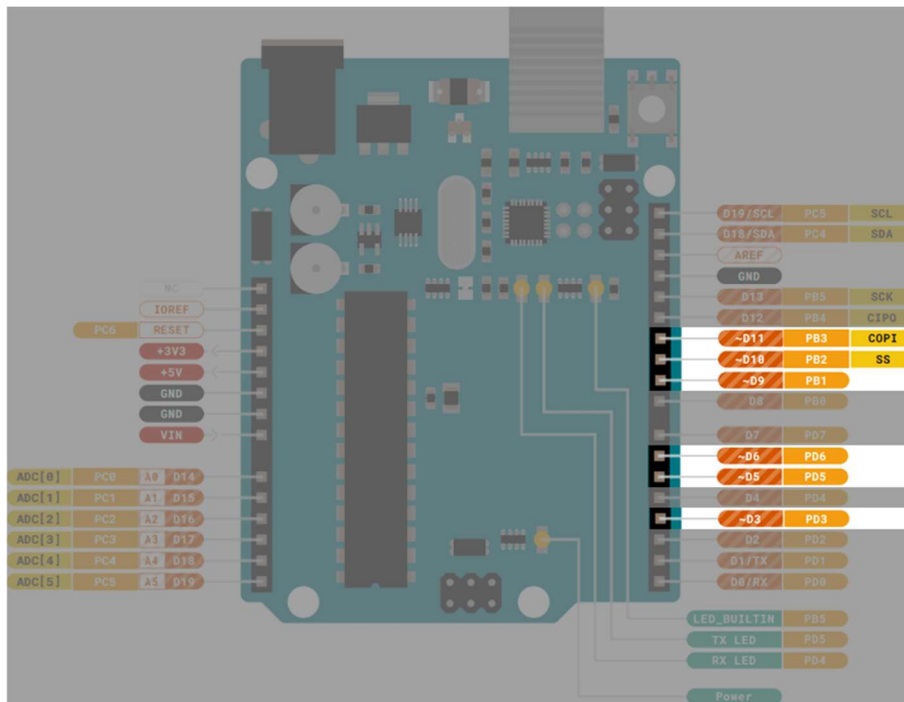 D19/SCL PC5 SCL
D18/SDA PC4 SDA
AREF
GND
NC
D13 PB5 SCK
IOREF
D12 PB4 CIPO
PC6 RESET
~D11 PB3 COPI
+3V3
~D10 PB2 SS
+5V
~D9 PB1
GND
D8 PB0
GND
VIN
D7 PD7
~D6 PD6
ADC[0] PC0 A0 D14
~D5 PD5
ADC[1] PC1 A1 D15
D4 PD4
ADC[2] PC2 A2 D16
~D3 PD3
ADC[3] PC3 A3 D17
D2 PD2
ADC[4] PC4 A4 D18
D1/TX PD1
ADC[5] PC5 A5 D19
D0/RX PD0
LED_BUILTIN PB5
TX LED PD5
RX LED PD4
Power